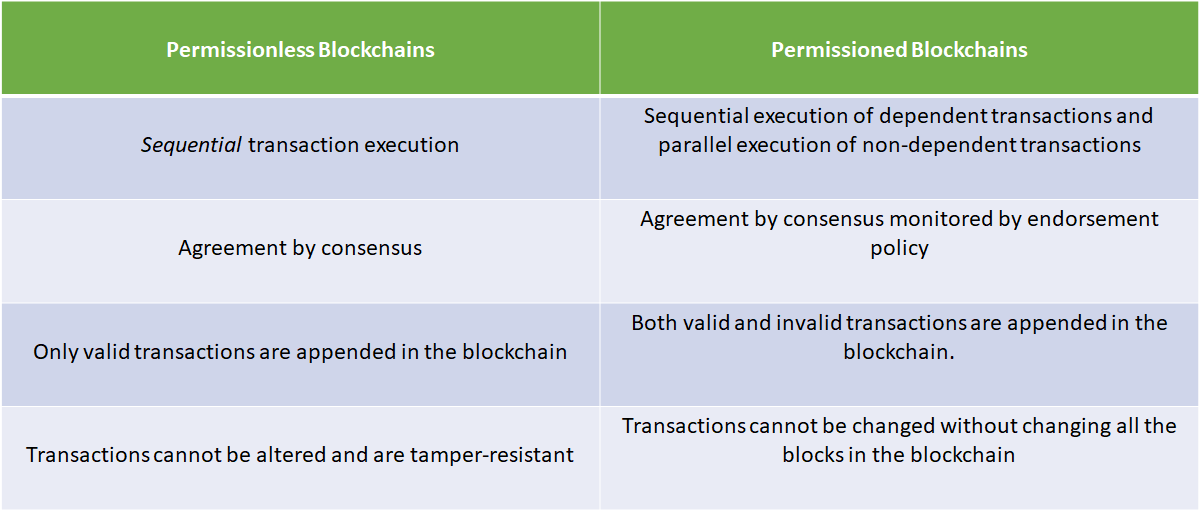 Permissionless Blockchains
Permissioned Blockchains
Sequential transaction execution
Sequential execution of dependent transactions and
parallel execution of non-dependent transactions
Agreement by consensus
Agreement by consensus monitored by endorsement
policy
Only valid transactions are appended in the blockchain
Both valid and invalid transactions are appended in the
blockchain.
Transactions cannot be altered and are tamper-resistant
Transactions cannot be changed without changing all the
blocks in the blockchain